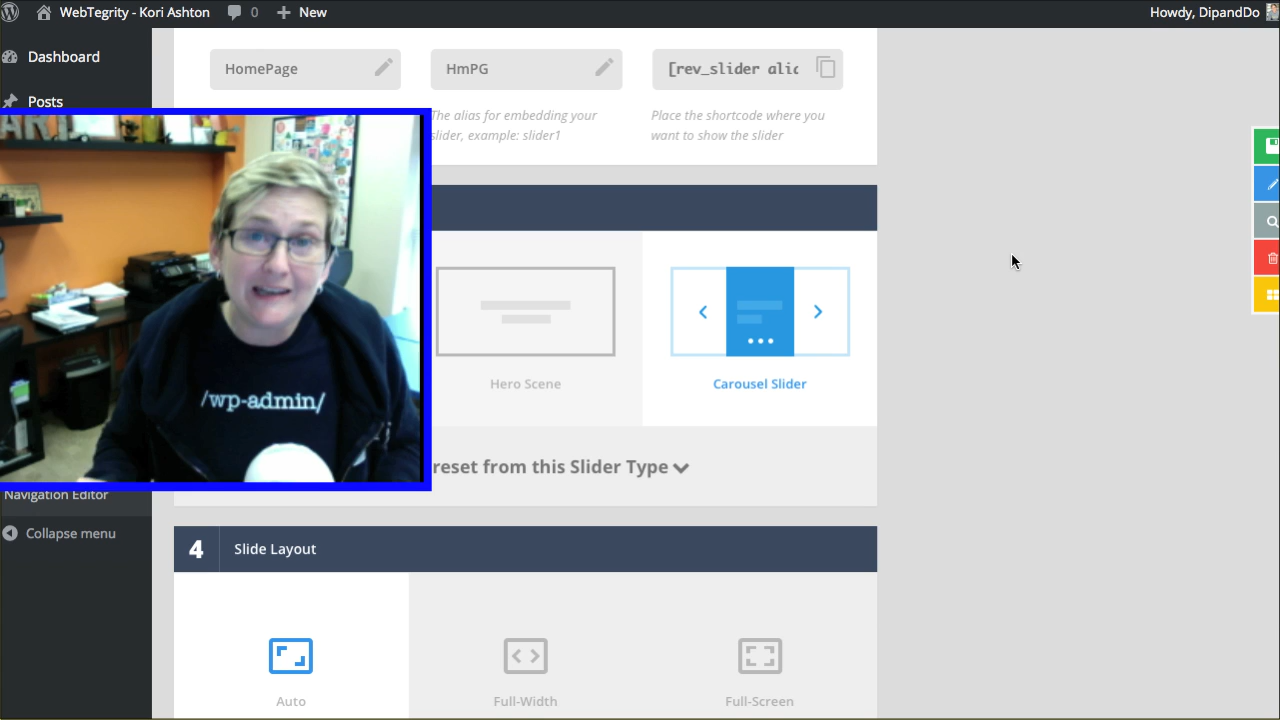 WebTegrity - Kori Ashton
0
New
Howdy, DipandDo
Dashboard
Posts
HomePage
HmPG
[rev_slider alia
The alias for embedding your
slider, example: slider1
Place the shortcode where you
want to show the slider
/wp-admin/
Hero Scene
Carousel Slider
reset from this Slider Type
Navigation Editor
Collapse menu
4
Slide Layout
Auto
Full-Width
Full-Screen